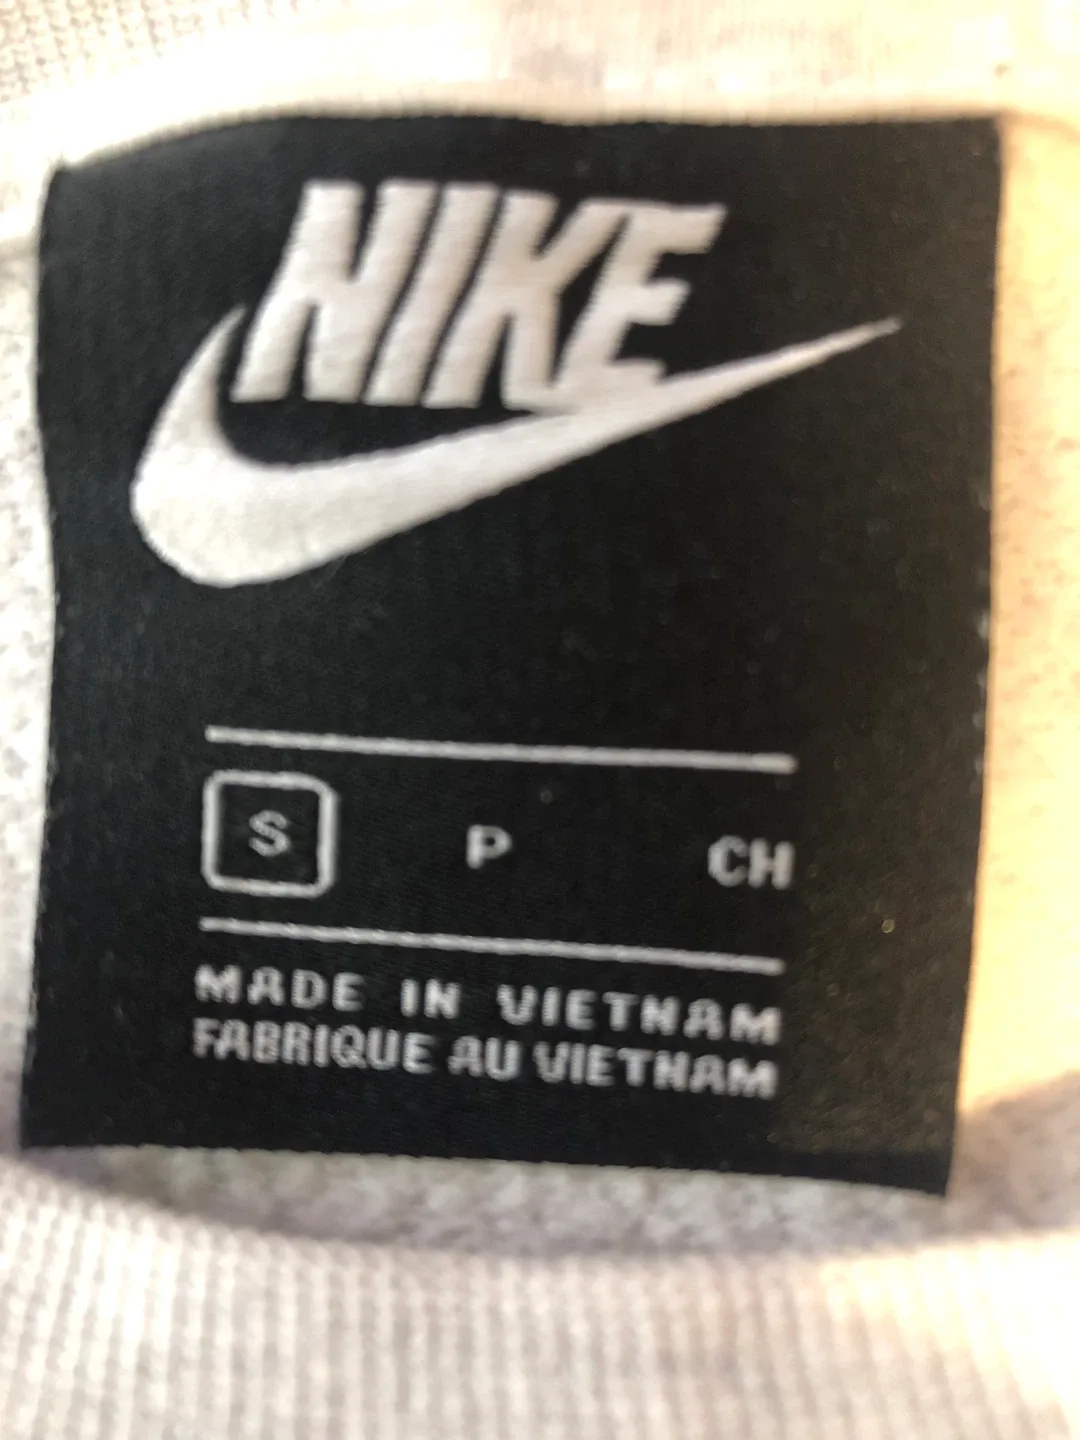 NIKE
S P CH
MADE IN VIETNAM
FABRIQUE AU VIETNAM